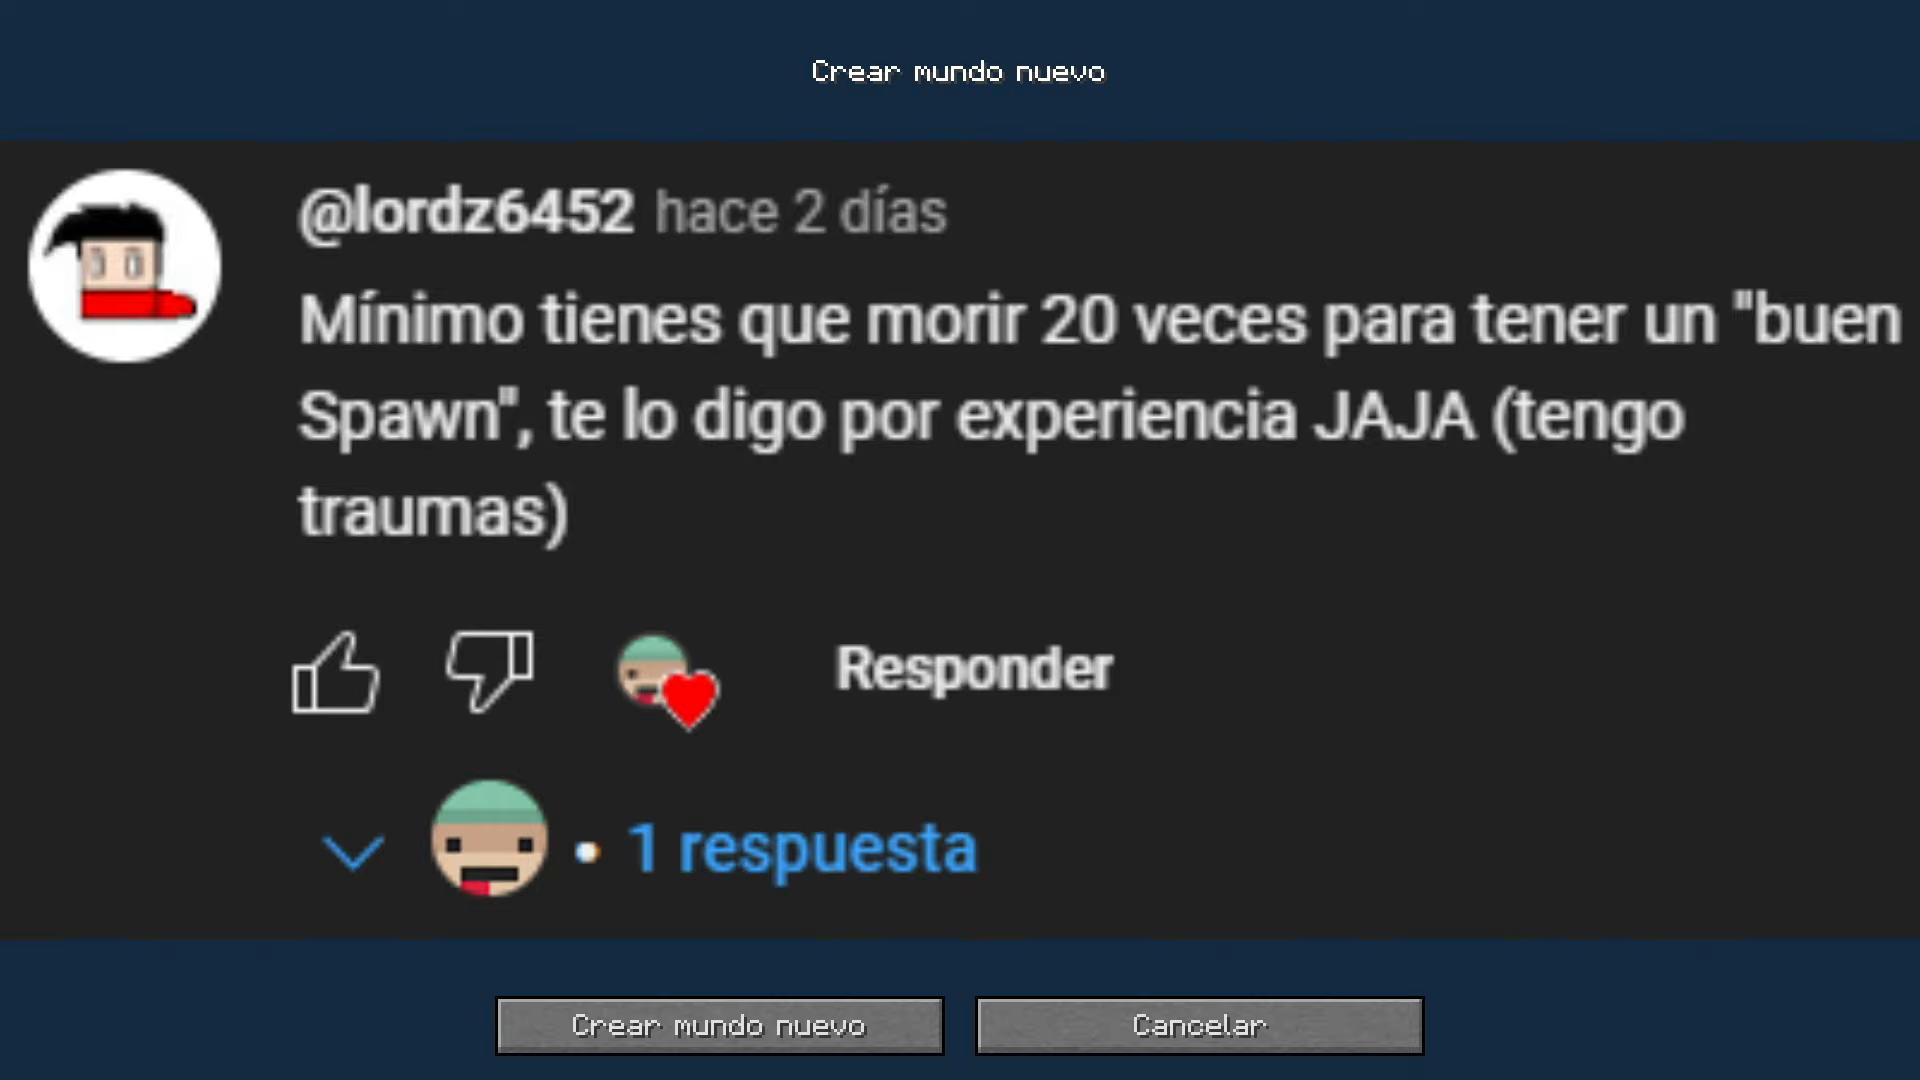 Crear mundo nuevo
@lordz6452 hace 2 días
Mínimo tienes que morir 20 veces para tener un "buen
Spawn", te lo digo por experiencia JAJA (tengo
traumas)
Responder
1 respuesta
Crear mundo nuevo Cancelar